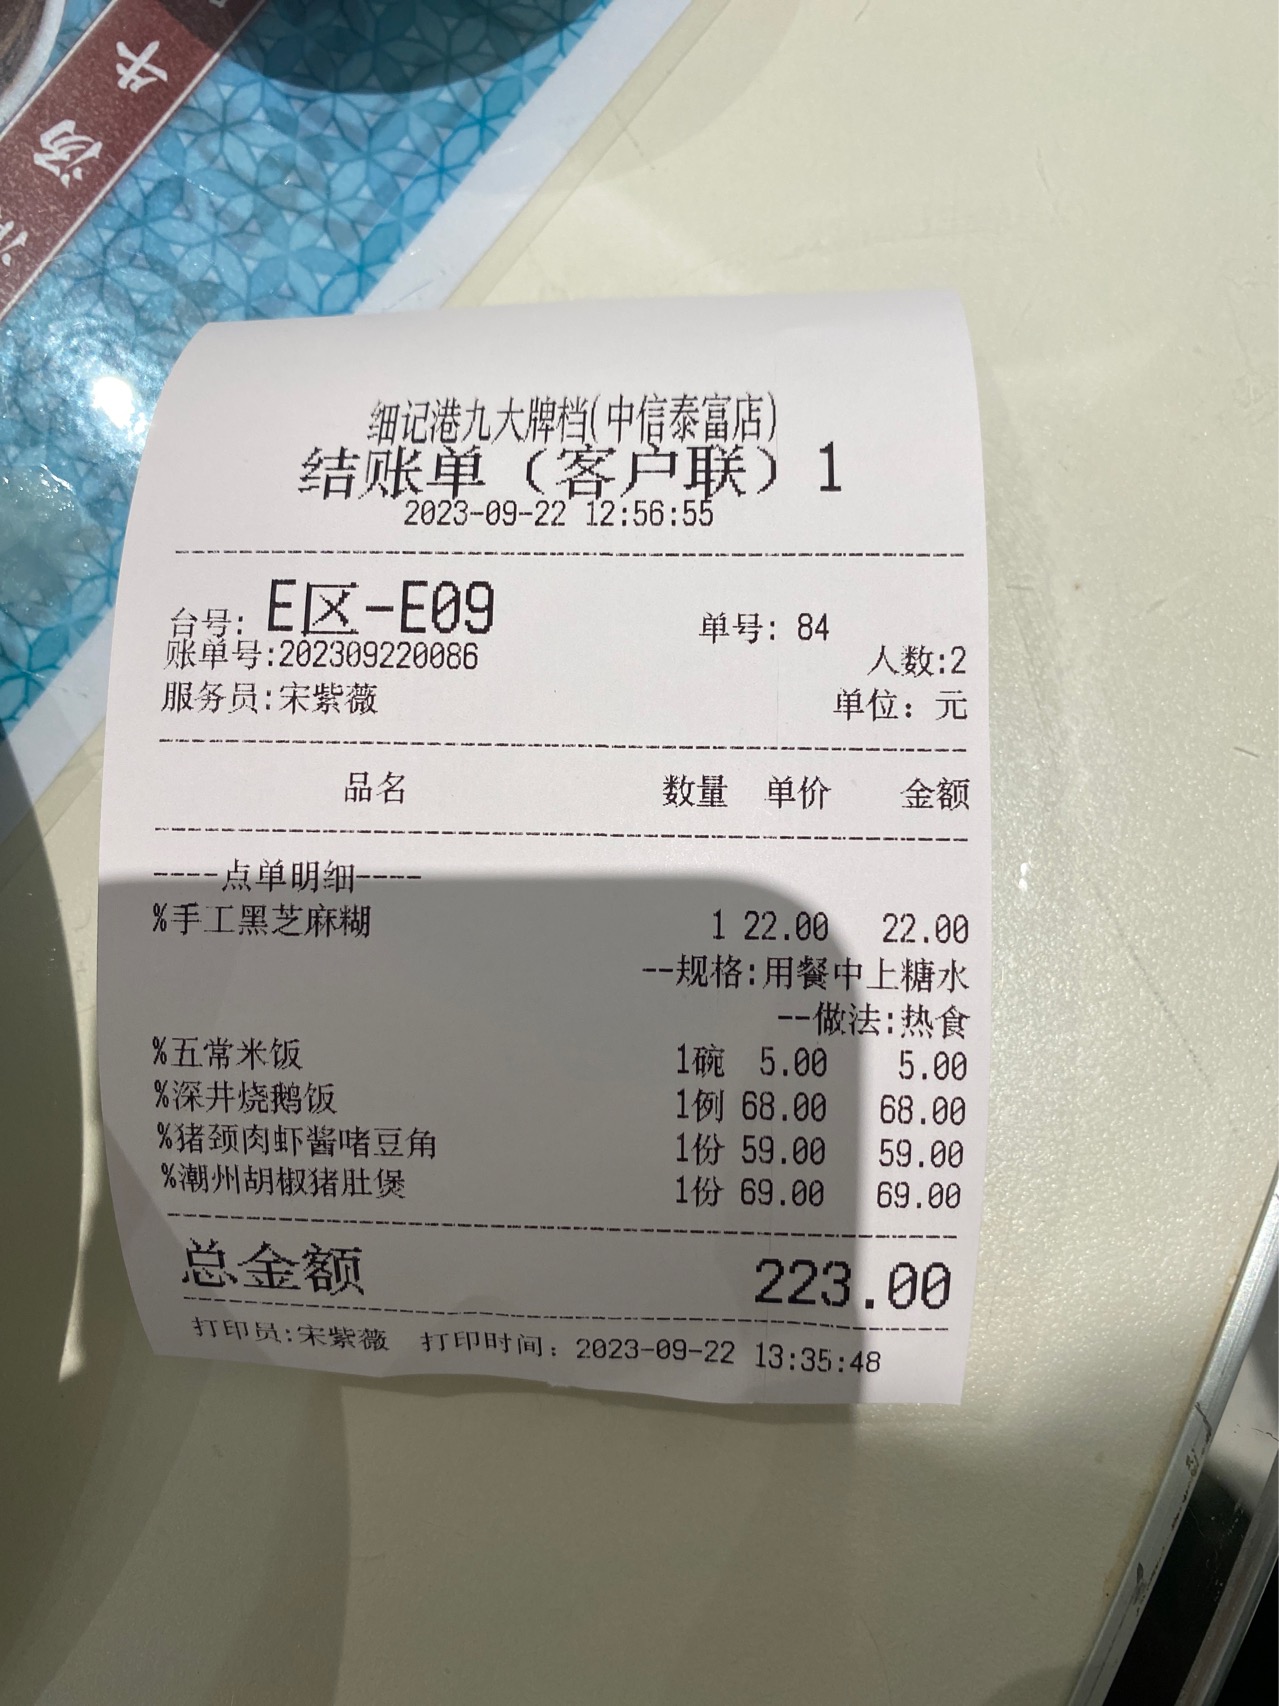 汤 牛
细记港九大牌档(中信泰富店)
结账单（客户联）1
2023-09-22 12:56:55
台号: E区-E09 单号: 84
账单号:202309220086 人数:2
服务员:宋紫薇 单位: 元
品名 数量 单价 金额
----点单明细----
%手工黑芝麻糊 1 22.00 22.00
--规格:用餐中上糖水
--做法:热食
%五常米饭 1碗 5.00 5.00
%深井烧鹅饭 1例 68.00 68.00
%猪颈肉虾酱啫豆角 1份 59.00 59.00
%潮州胡椒猪肚煲 1份 69.00 69.00
总金额 223.00
打印员:宋紫薇 打印时间: 2023-09-22 13:35:48